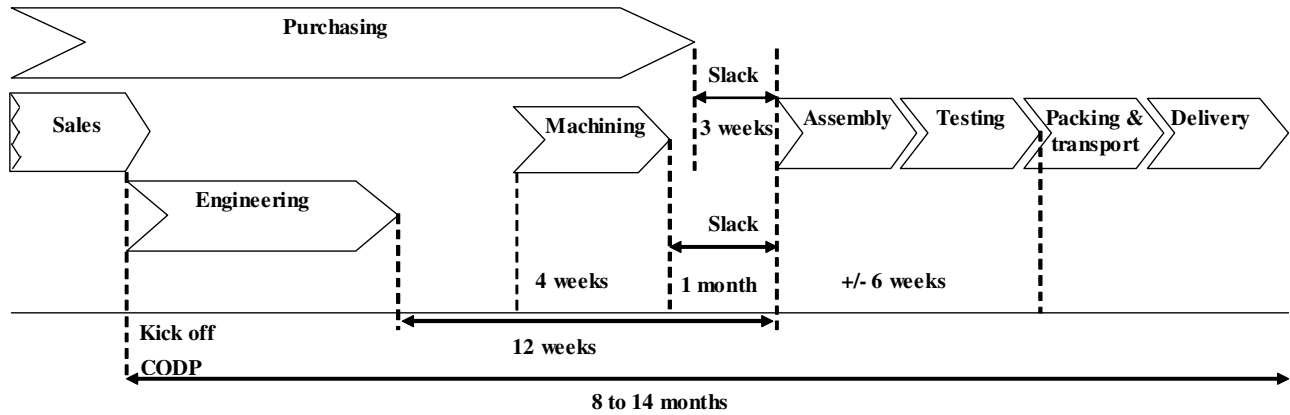 Purchasing
Slack
Sales
Machining
3 weeks
Assembly
Testing
Packing &
transport
Delivery
Engineering
Slack
4 weeks
1 month
+/- 6 weeks
Kick off
CODP
12 weeks
8 to 14 months